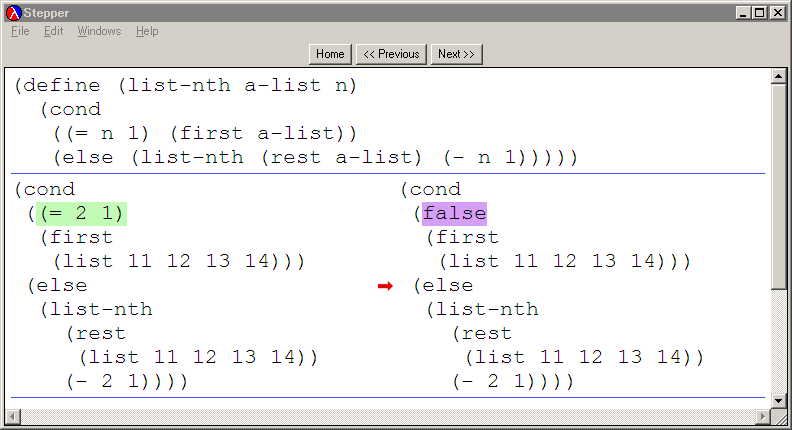 Stepper
File Edit Windows Help
Home << Previous Next >>
(define (list-nth a-list n)
(cond
((= n 1) (first a-list))
(else (list-nth (rest a-list) (- n 1)))))
(cond
((= 2 1)
(first
(list 11 12 13 14)))
(else
(list-nth
(rest
(list 11 12 13 14))
(- 2 1))))
(cond
(false
(first
(list 11 12 13 14)))
(else
(list-nth
(rest
(list 11 12 13 14))
(- 2 1))))